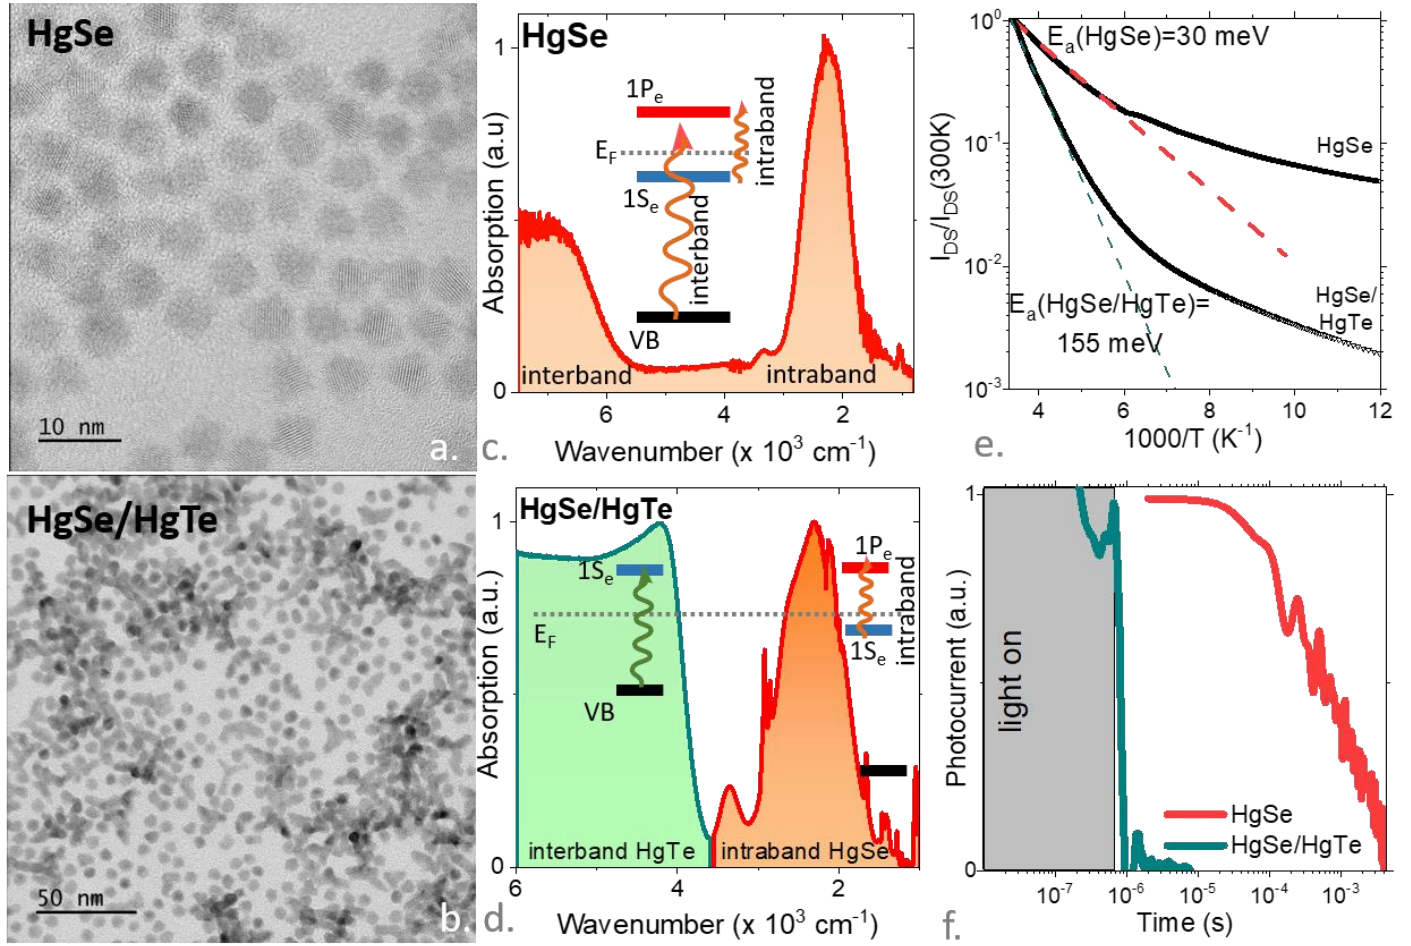 HgSe
10 nm
a.
HgSe/HgTe
50 nm
b.
c.
HgSe
Absorption (a.u)
1
0
1Pₑ
E_F
1Sₑ
VB
interband
intraband
interband
intraband
6
4
2
Wavenumber (x 10³ cm⁻¹)
d.
HgSe/HgTe
Absorption (a.u.)
1
0
1Sₑ
E_F
VB
1Pₑ
1Sₑ
intraband
interband HgTe
intraband HgSe
6
4
2
Wavenumber (x 10³ cm⁻¹)
e.
I_DS/I_DS(300K)
10⁰
10⁻¹
10⁻²
10⁻³
Eₐ(HgSe)=30 meV
HgSe
HgSe/
HgTe
Eₐ(HgSe/HgTe)=
155 meV
4
6
8
10
12
1000/T (K⁻¹)
f.
Photocurrent (a.u.)
1
0
light on
HgSe
HgSe/HgTe
10⁻⁷
10⁻⁶
10⁻⁵
10⁻⁴
10⁻³
Time (s)